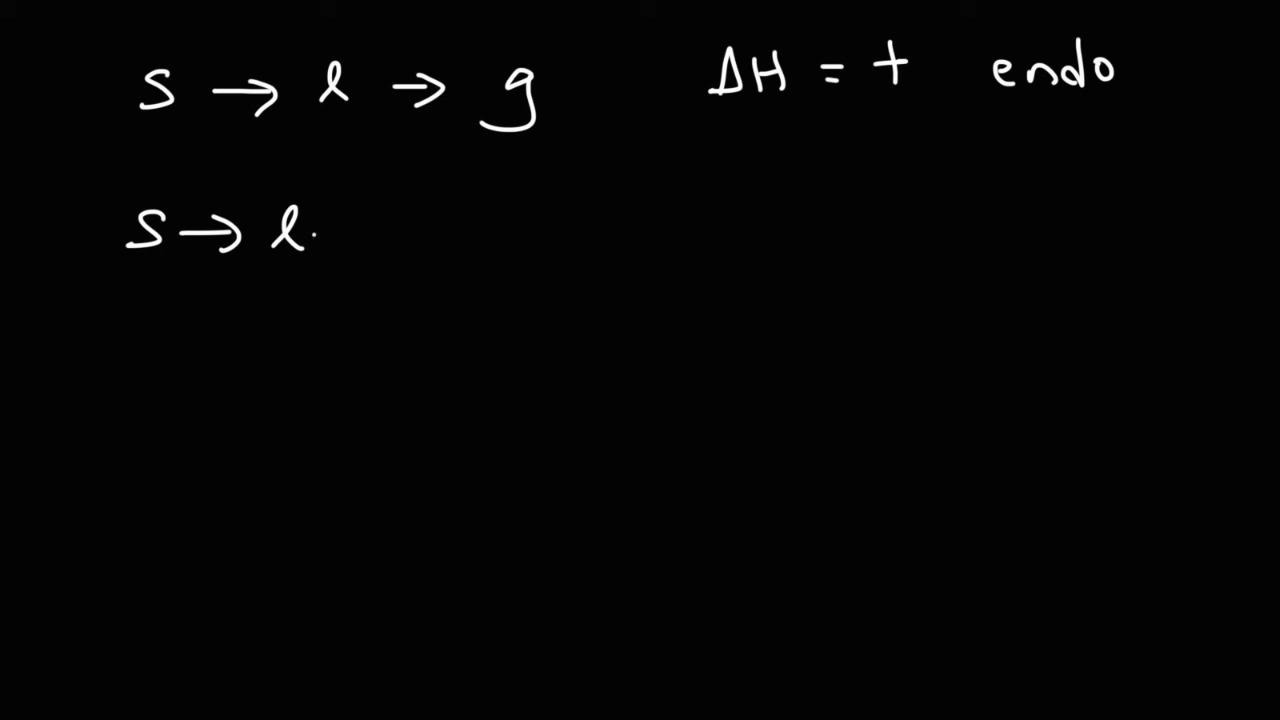 S → l → g ΔH = + endo
S → l